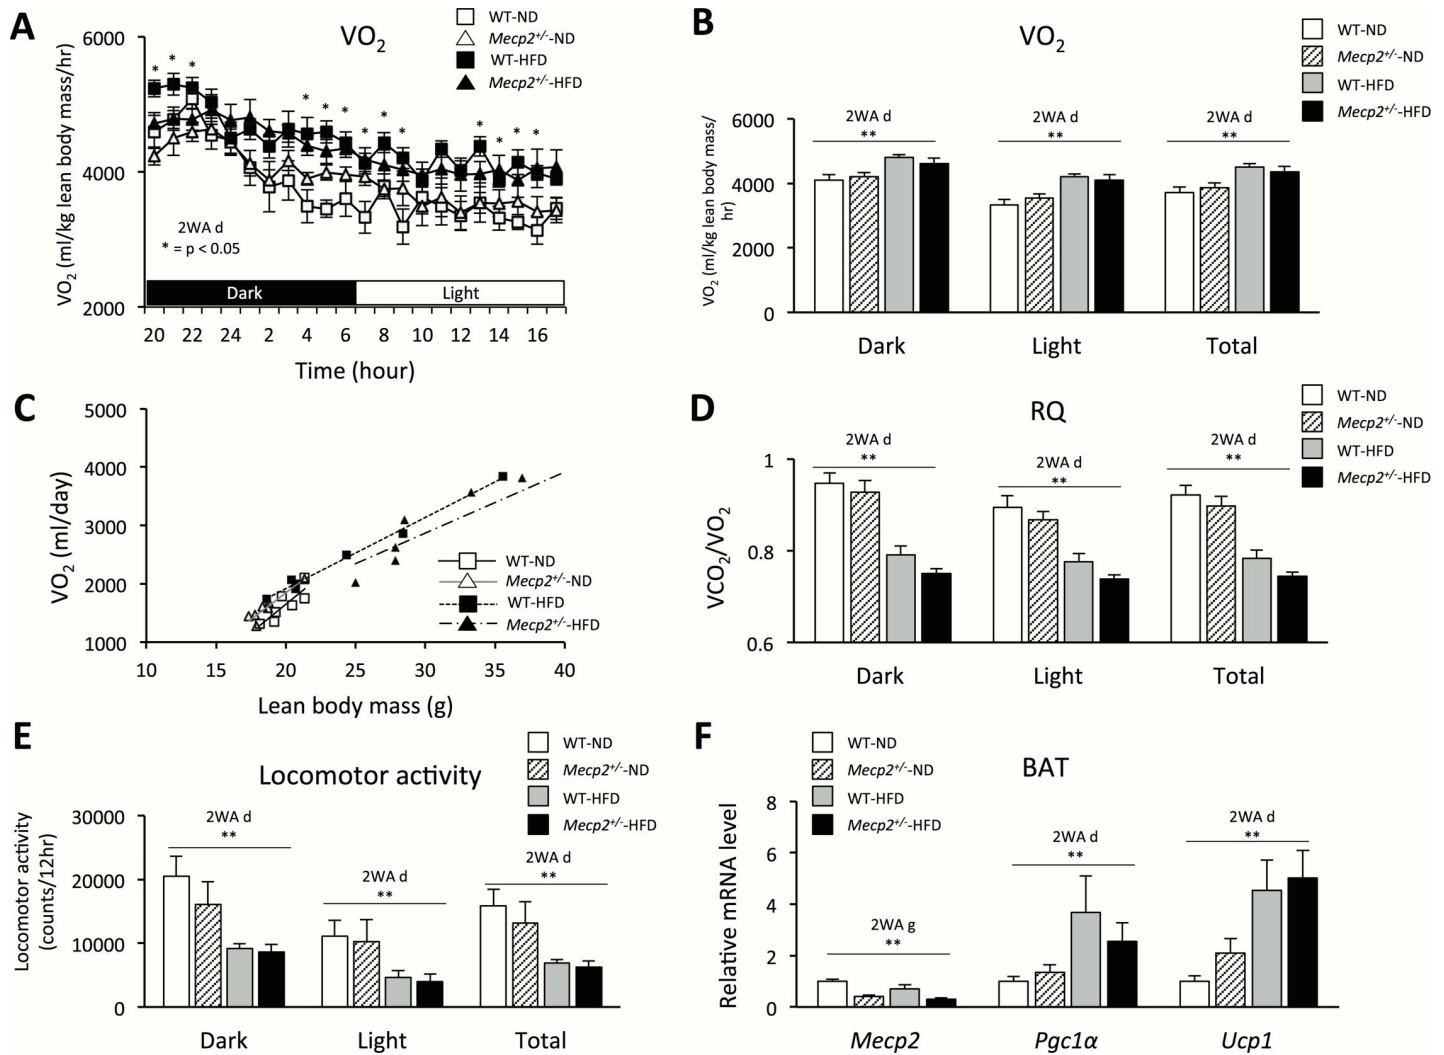 A
VO2
WT-ND
Mecp2+/--ND
WT-HFD
Mecp2+/--HFD
VO2 (ml/kg lean body mass/hr)
6000
4000
2000
* * *
* * * * * *
* * * *
2WA d
* = p < 0.05
Dark Light
20 22 24 2 4 6 8 10 12 14 16
Time (hour)
B
VO2
WT-ND
Mecp2+/--ND
WT-HFD
Mecp2+/--HFD
VO2 (ml/kg lean body mass/
hr)
6000
4000
2000
0
2WA d
**
2WA d
**
2WA d
**
Dark Light Total
C
VO2 (ml/day)
5000
4000
3000
2000
1000
WT-ND
Mecp2+/--ND
WT-HFD
Mecp2+/--HFD
10 15 20 25 30 35 40
Lean body mass (g)
D
RQ
WT-ND
Mecp2+/--ND
WT-HFD
Mecp2+/--HFD
VCO2/VO2
1
0.8
0.6
2WA d
**
2WA d
**
2WA d
**
Dark Light Total
E
Locomotor activity
WT-ND
Mecp2+/--ND
WT-HFD
Mecp2+/--HFD
Locomotor activity
(counts/12hr)
30000
20000
10000
0
2WA d
**
2WA d
**
2WA d
**
Dark Light Total
F
BAT
WT-ND
Mecp2+/--ND
WT-HFD
Mecp2+/--HFD
Relative mRNA level
8
6
4
2
0
2WA g
**
2WA d
**
2WA d
**
Mecp2 Pgc1α Ucp1